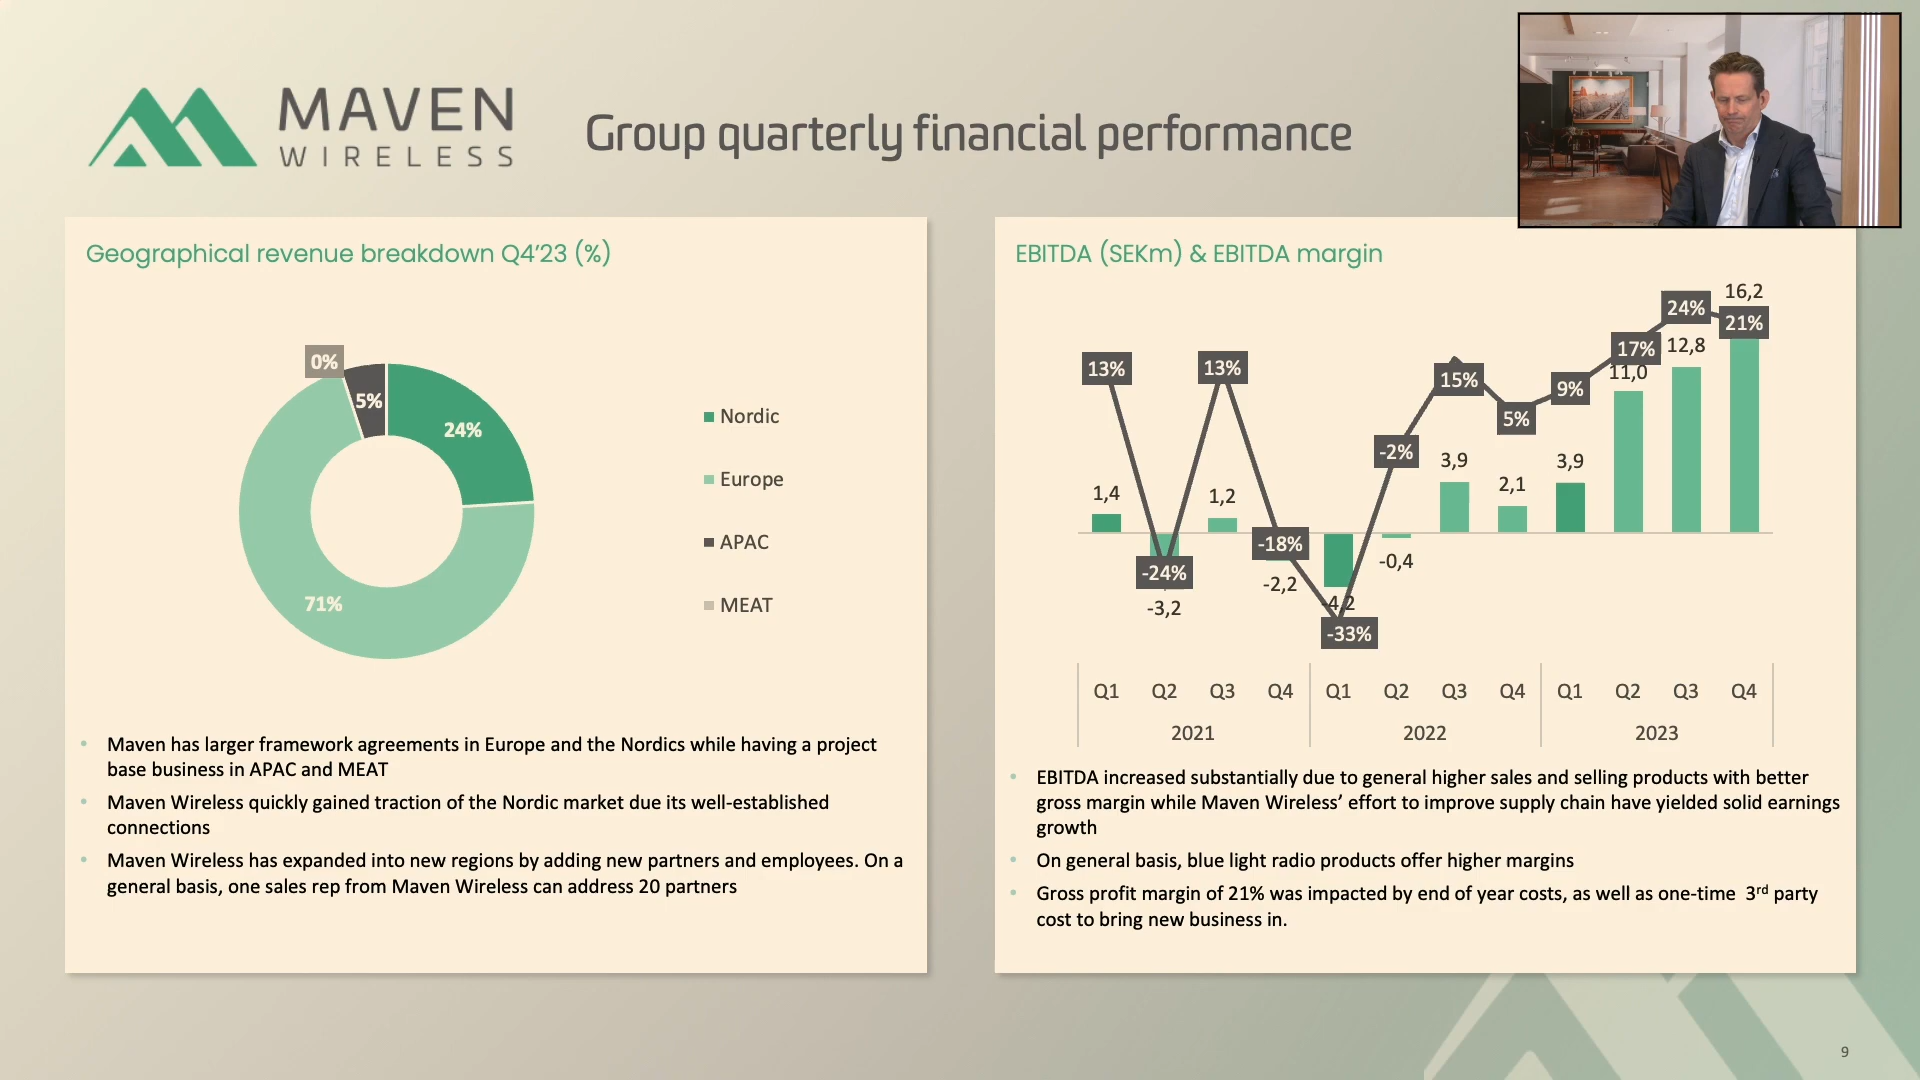 MAVEN
WIRELESS
Group quarterly financial performance
Geographical revenue breakdown Q4’23 (%)
0%
5%
24%
71%
Nordic
Europe
APAC
MEAT
Maven has larger framework agreements in Europe and the Nordics while having a project
base business in APAC and MEAT
Maven Wireless quickly gained traction of the Nordic market due its well-established
connections
Maven Wireless has expanded into new regions by adding new partners and employees. On a
general basis, one sales rep from Maven Wireless can address 20 partners
EBITDA (SEKm) & EBITDA margin
13% -24% 13% -18% -33% -2% 15% 5% 9% 17% 24% 21%
1,4 -3,2 1,2 -2,2 -4,2 -0,4 3,9 2,1 3,9 11,0 12,8 16,2
Q1 Q2 Q3 Q4 Q1 Q2 Q3 Q4 Q1 Q2 Q3 Q4
2021 2022 2023
EBITDA increased substantially due to general higher sales and selling products with better
gross margin while Maven Wireless’ effort to improve supply chain have yielded solid earnings
growth
On general basis, blue light radio products offer higher margins
Gross profit margin of 21% was impacted by end of year costs, as well as one-time 3rd party
cost to bring new business in.
9